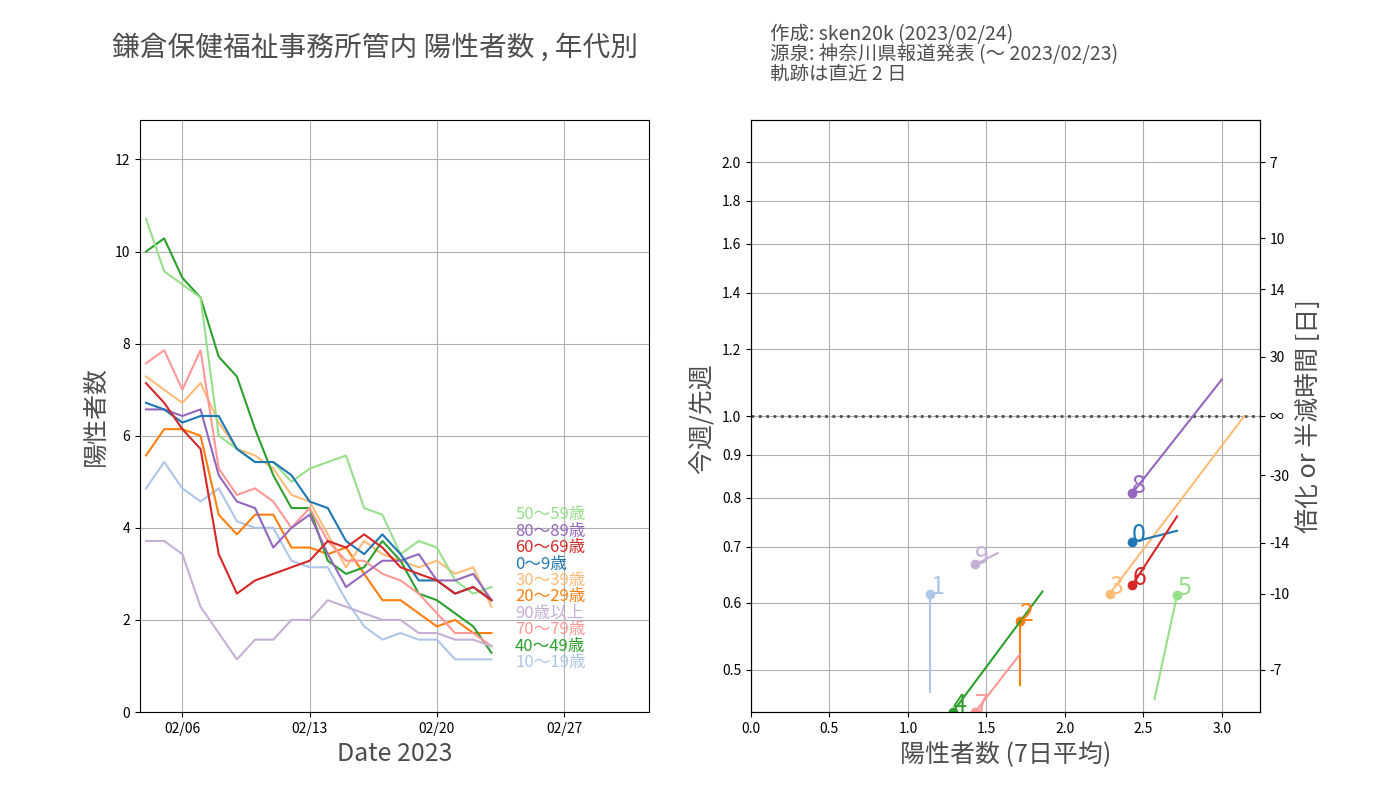 鎌倉保健福祉事務所管内 陽性者数 , 年代別
作成: sken20k (2023/02/24)
源泉: 神奈川県報道発表 (〜 2023/02/23)
軌跡は直近 2 日
陽性者数
12
10
8
6
4
2
0
50〜59歳
80〜89歳
60〜69歳
0〜9歳
30〜39歳
20〜29歳
90歳以上
70〜79歳
40〜49歳
10〜19歳
02/06
02/13
02/20
02/27
Date 2023
今週/先週
2.0
1.8
1.6
1.4
1.2
1.0
0.9
0.8
0.7
0.6
0.5
8
0
9
6
1
3
5
2
4
7
0.0
0.5
1.0
1.5
2.0
2.5
3.0
陽性者数 (7日平均)
7
10
14
30
∞
-30
-14
-10
-7
倍化 or 半減時間 [日]